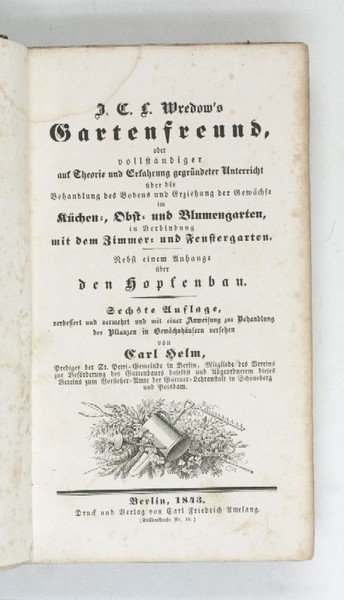 J. C. L. Wredow's
Gartenfreund,
oder
vollständiger
auf Theorie und Erfahrung gegründeter Unterricht
über die
Behandlung des Bodens und Erziehung der Gewächse
im
Küchen-, Obst- und Blumengarten,
in Verbindung
mit dem Zimmer- und Fenstergarten.
Nebst einem Anhange
über
den Hopfenbau.
Sechste Auflage,
verbessert und vermehrt und mit einer Anweisung zur Behandlung
der Pflanzen in Gewächshäusern versehen
von
Carl Helm,
Prediger der St. Petri-Gemeinde in Berlin, Mitgliede des Vereins
zur Beförderung des Gartenbaues daselbst und Abgeordnetem dieses
Vereins zum Vorsteher-Amte der Gärtner-Lehranstalt in Schöneberg
und Potsdam.
Berlin, 1843.
Druck und Verlag von Carl Friedrich Amelang.